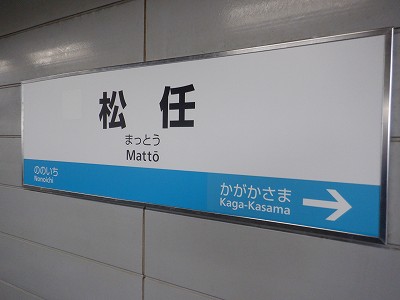 松任
まっとう
Mattō
ののいち
Nonoichi
かがかさま
Kaga-Kasama
→